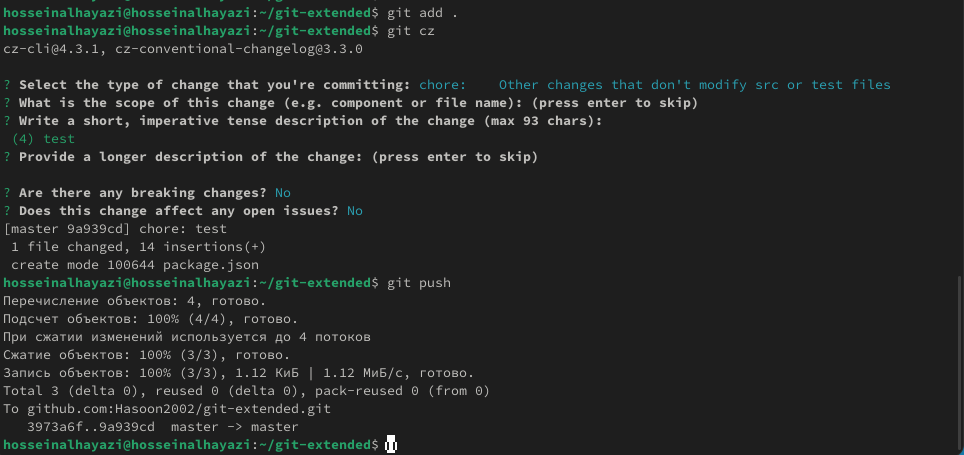 hosseinalhayazi@hosseinalhayazi:~/git-extended$ git add .
hosseinalhayazi@hosseinalhayazi:~/git-extended$ git cz
cz-cli@4.3.1, cz-conventional-changelog@3.3.0
? Select the type of change that you're committing: chore:    Other changes that don't modify src or test files
? What is the scope of this change (e.g. component or file name): (press enter to skip)
? Write a short, imperative tense description of the change (max 93 chars):
 (4) test
? Provide a longer description of the change: (press enter to skip)
? Are there any breaking changes? No
? Does this change affect any open issues? No
[master 9a939cd] chore: test
 1 file changed, 14 insertions(+)
 create mode 100644 package.json
hosseinalhayazi@hosseinalhayazi:~/git-extended$ git push
Перечисление объектов: 4, готово.
Подсчет объектов: 100% (4/4), готово.
При сжатии изменений используется до 4 потоков
Сжатие объектов: 100% (3/3), готово.
Запись объектов: 100% (3/3), 1.12 КиБ | 1.12 МиБ/с, готово.
Total 3 (delta 0), reused 0 (delta 0), pack-reused 0 (from 0)
To github.com:Hasoon2002/git-extended.git
   3973a6f..9a939cd  master -> master
hosseinalhayazi@hosseinalhayazi:~/git-extended$